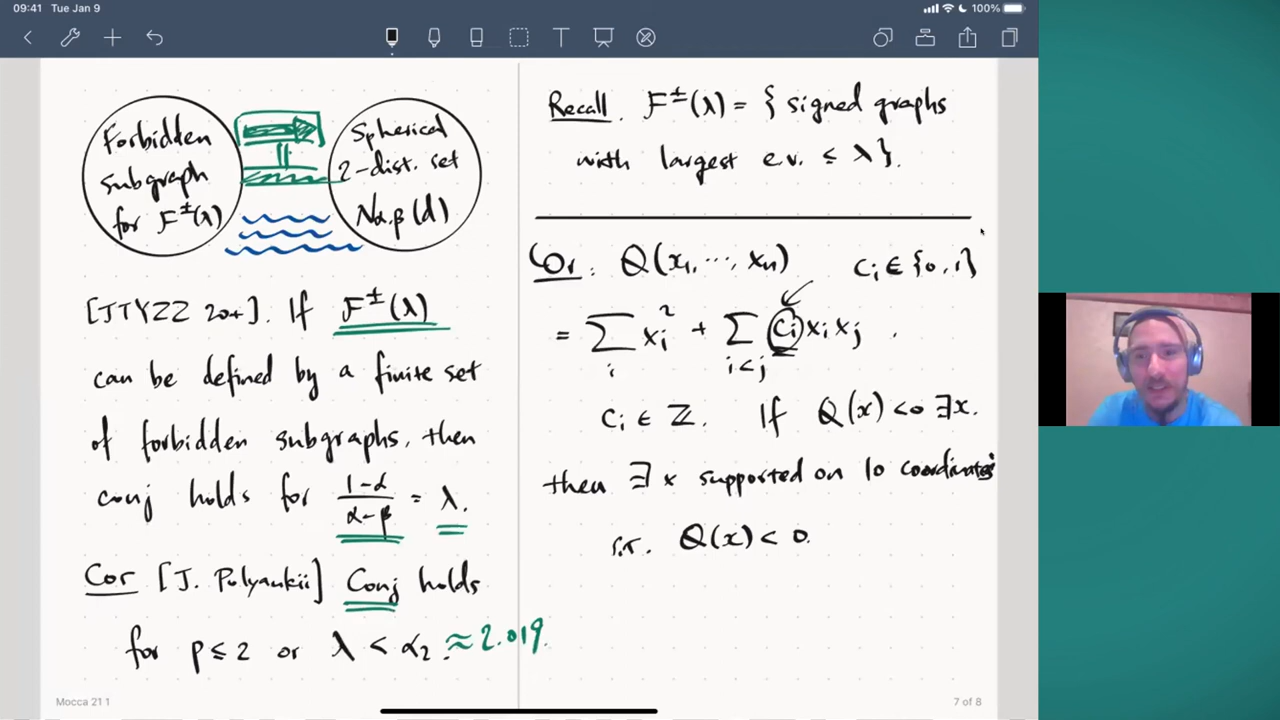 09:41 Tue Jan 9
100%
Forbidden
subgraph
for F±(λ)
Spherical
2-dist. set
Nα,β(d)
[JTYZZ 20+]. If F±(λ)
can be defined by a finite set
of forbidden subgraphs, then
conj holds for (1-α)/(α-β) = λ.
Cor [J. Polyankii] Conj holds
for p ≤ 2 or λ < α₂. ≈ 2.019.
Recall. F±(λ) = { signed graphs
with largest e.v. ≤ λ }.
Cor. Q(x₁, ⋯, xₙ) cᵢ ∈ {0, 1}
= ∑ᵢ xᵢ² + ∑ᵢ<ⱼ cᵢ xᵢ xⱼ .
cᵢ ∈ ℤ. If Q(x) < 0 ∃x.
then ∃ x supported on 10 coordinates
s.t. Q(x) < 0.
Mocca 21 1
7 of 8